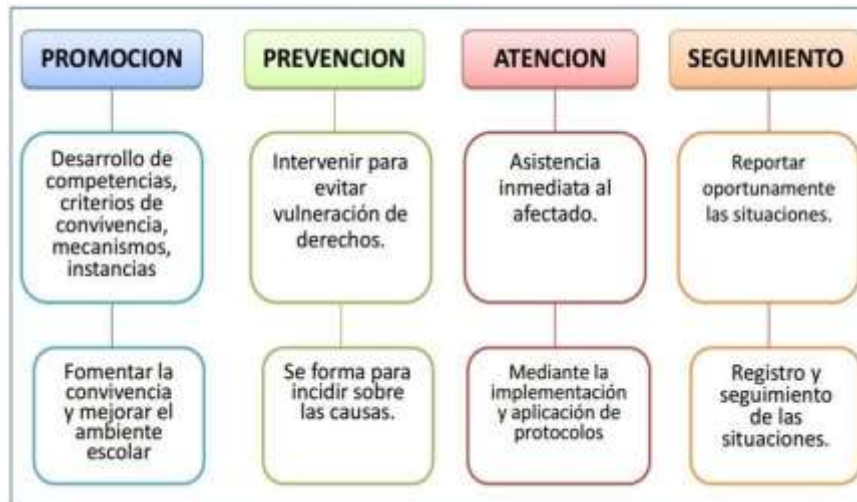 PROMOCION
Desarrollo de
competencias,
criterios de
convivencia,
mecanismos,
instancias
Fomentar la
convivencia
y mejorar el
ambiente
escolar
PREVENCION
Intervenir para
evitar
vulneración de
derechos.
Se forma para
incidir sobre
las causas.
ATENCION
Asistencia
inmediata al
afectado.
Mediante la
implementación
y aplicación de
protocolos
SEGUIMIENTO
Reportar
oportunamente
las situaciones.
Registro y
seguimiento
de las
situaciones.